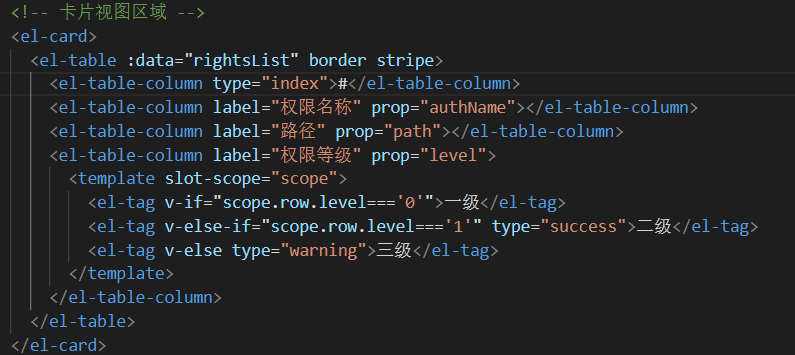 <!-- 卡片视图区域 -->
<el-card>
<el-table :data="rightsList" border stripe>
<el-table-column type="index">#</el-table-column>
<el-table-column label="权限名称" prop="authName"></el-table-column>
<el-table-column label="路径" prop="path"></el-table-column>
<el-table-column label="权限等级" prop="level">
<template slot-scope="scope">
<el-tag v-if="scope.row.level==='0'">一级</el-tag>
<el-tag v-else-if="scope.row.level==='1'" type="success">二级</el-tag>
<el-tag v-else type="warning">三级</el-tag>
</template>
</el-table-column>
</el-table>
</el-card>